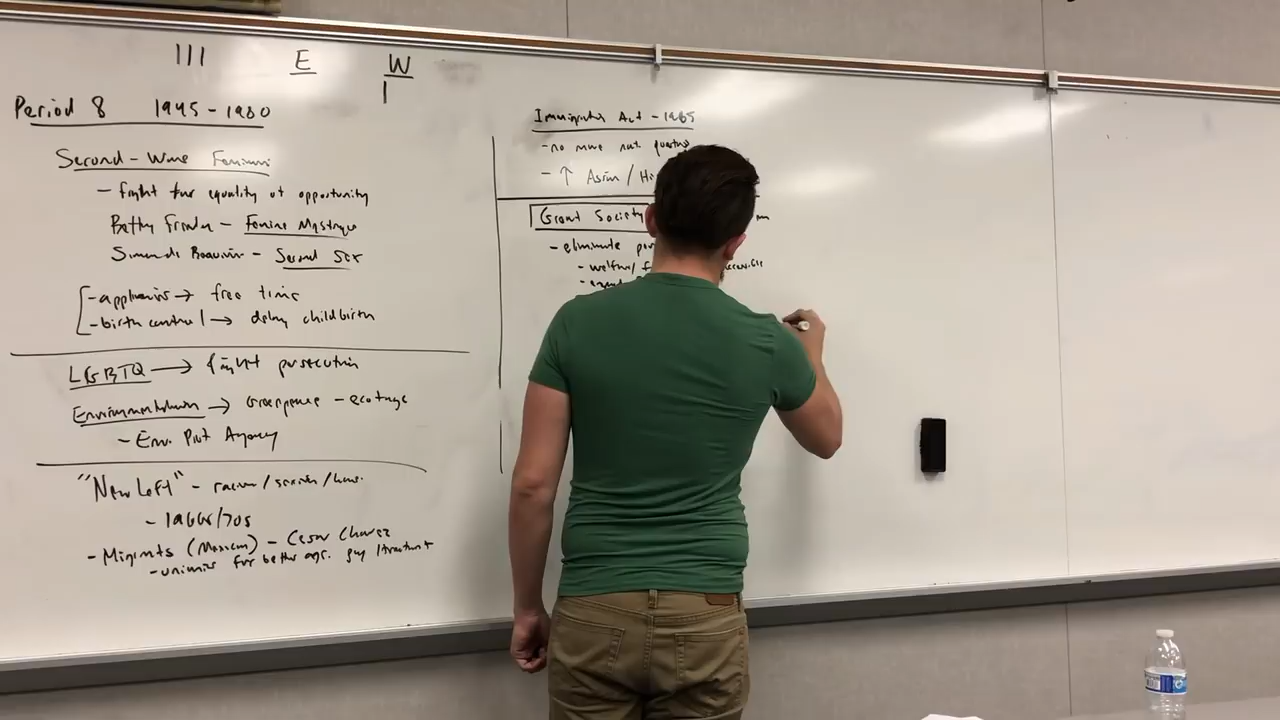 III E W
I
Period 8 1945-1980
Second-Wave Feminism
- fight for equality of opportunity
Betty Friedan - Feminine Mystique
Simone de Beauvoir - Second Sex
- appliances → free time
- birth control → delay childbirth
LGBTQ → fight persecution
Environmentalism → Greenpeace - ecotage
- Env. Prot Agency
"New Left" - racism/sexism/
- 1960s/70s
- Migrants (Mexican) - Cesar Chavez
- unions for better agr. pay/treatment
Immigration Act - 1965
- no more nat. quotas
- ↑ Asian/Hi
Great Society
- eliminate
- welfare